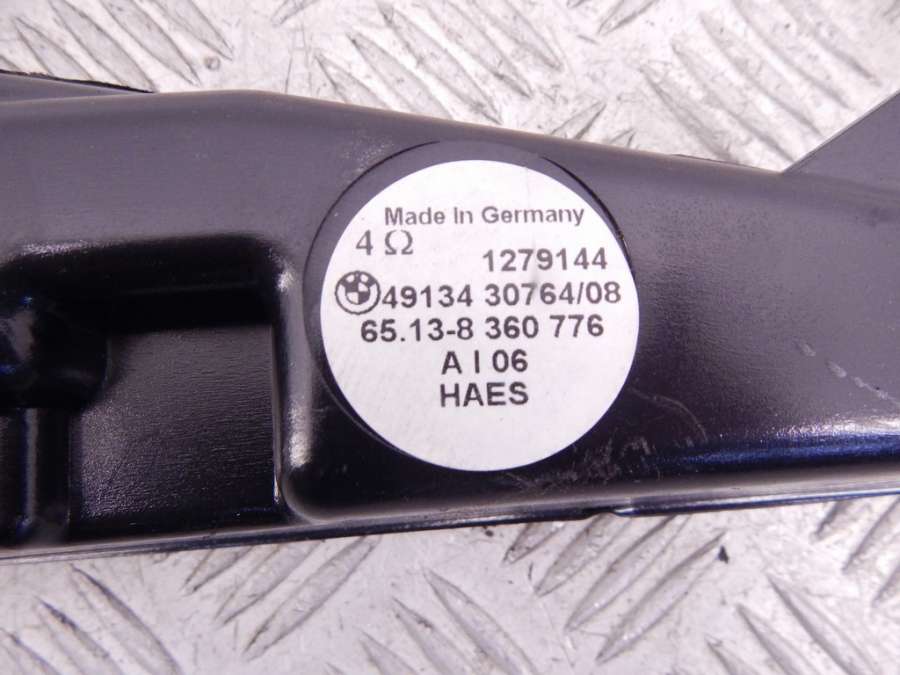 Made In Germany
4 Ω
1279144
49134 30764/08
65.13-8 360 776
A I 06
HAES